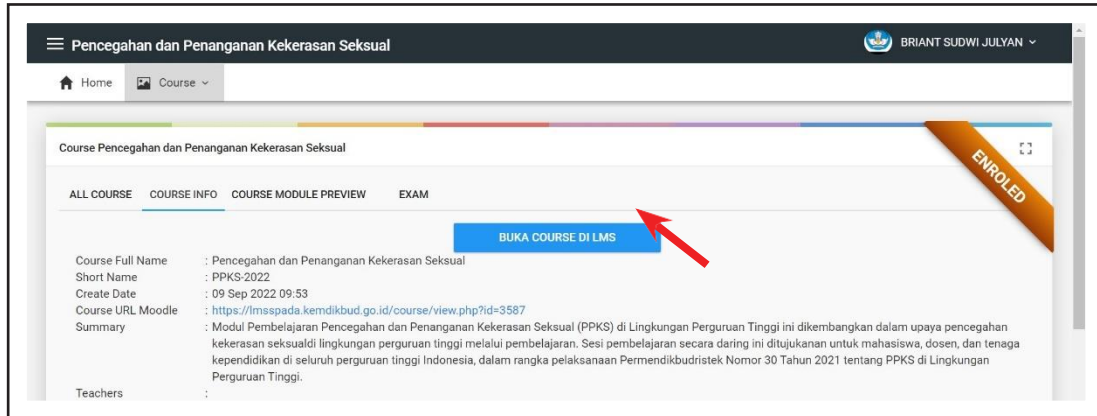 Pencegahan dan Penanganan Kekerasan Seksual
BRIANT SUDWI JULYAN
Home Course
Course Pencegahan dan Penanganan Kekerasan Seksual
ENROLED
ALL COURSE COURSE INFO COURSE MODULE PREVIEW EXAM
BUKA COURSE DI LMS
Course Full Name : Pencegahan dan Penanganan Kekerasan Seksual
Short Name : PPKS-2022
Create Date : 09 Sep 2022 09:53
Course URL Moodle : https://lmsspada.kemdikbud.go.id/course/view.php?id=3587
Summary : Modul Pembelajaran Pencegahan dan Penanganan Kekerasan Seksual (PPKS) di Lingkungan Perguruan Tinggi ini dikembangkan dalam upaya pencegahan
kekerasan seksualdi lingkungan perguruan tinggi melalui pembelajaran. Sesi pembelajaran secara daring ini ditujukanan untuk mahasiswa, dosen, dan tenaga
kependidikan di seluruh perguruan tinggi Indonesia, dalam rangka pelaksanaan Permendikbudristek Nomor 30 Tahun 2021 tentang PPKS di Lingkungan
Perguruan Tinggi.
Teachers :